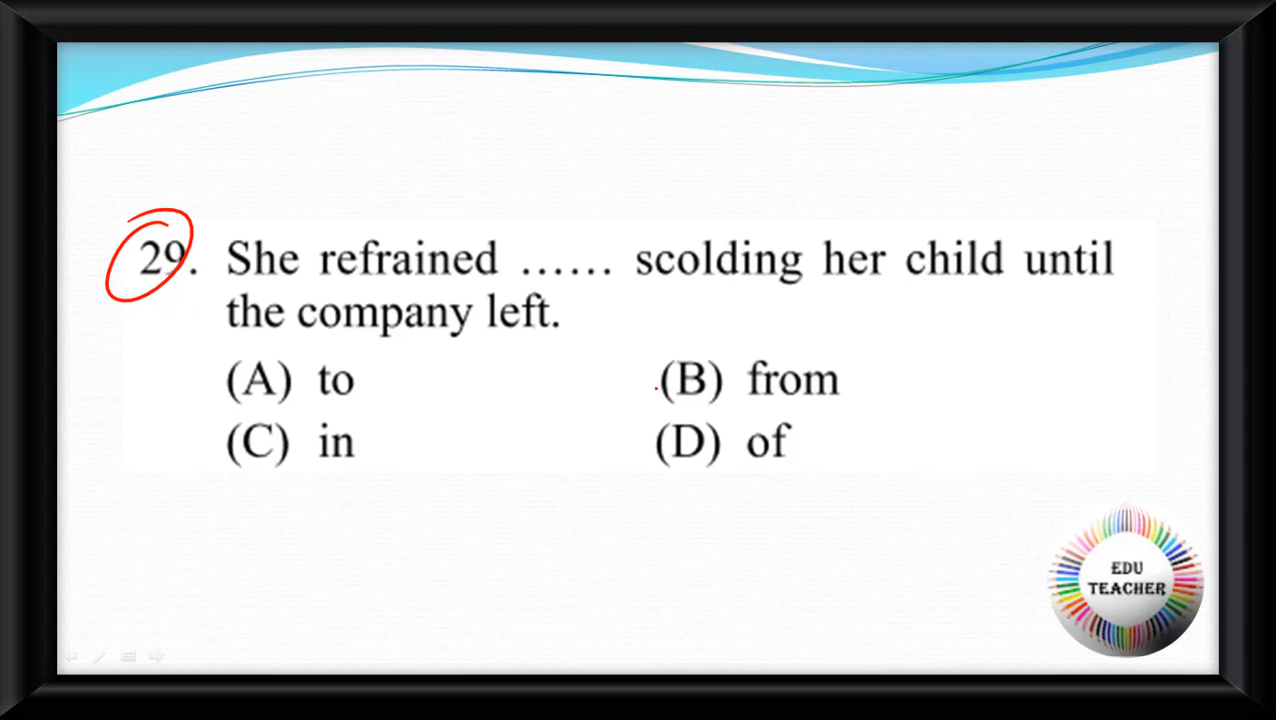 29. She refrained ...... scolding her child until
the company left.
(A) to (B) from
(C) in (D) of
EDU
TEACHER